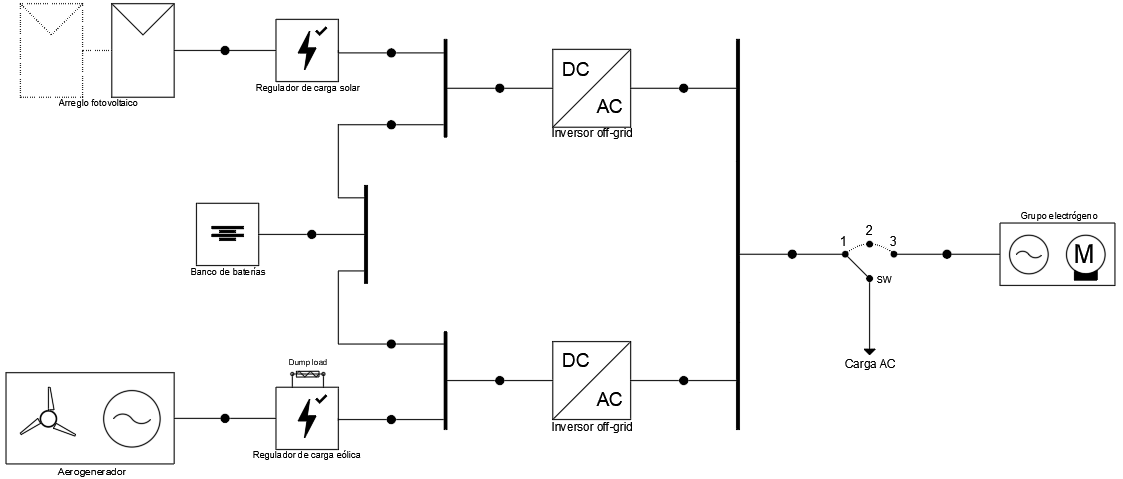 Arreglo fotovoltaico
Regulador de carga solar
DC
AC
Inversor off-grid
Banco de baterías
1
2
3
sw
Carga AC
Grupo electrógeno
M
Dump load
DC
AC
Inversor off-grid
Regulador de carga eólica
Aerogenerador